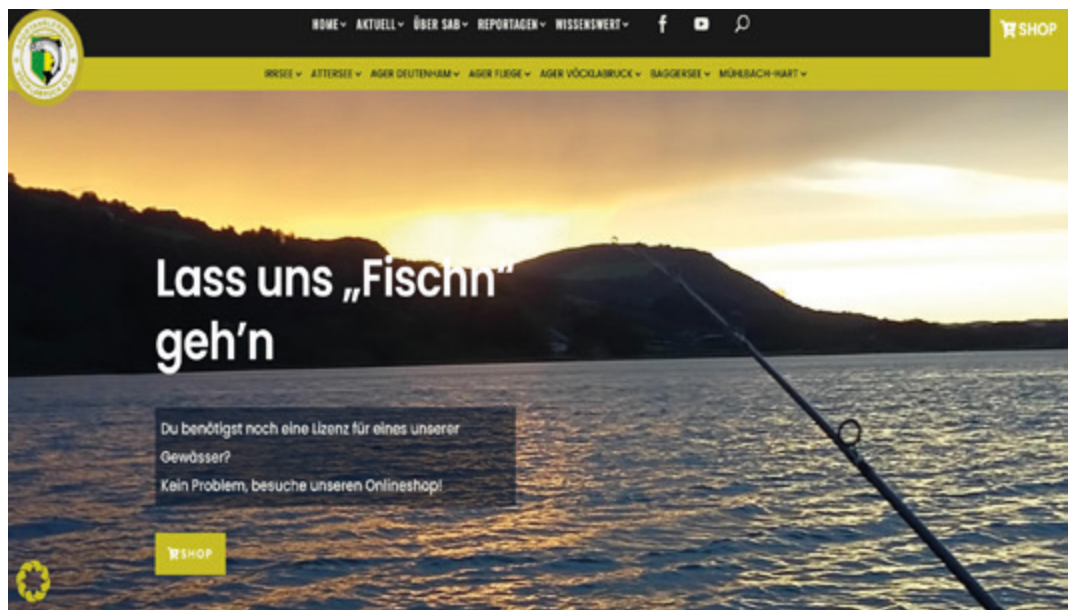 HOME AKTUELL ÜBER SAB REPORTAGEN WISSENSWERT
SHOP
IRRSEE ATTERSEE AGER DEUTENHAM AGER FLIEGE AGER VÖCKLABRUCK BAGGERSEE MÜHLBACH-HART
Lass uns „Fischn“
geh’n
Du benötigst noch eine Lizenz für eines unserer
Gewässer?
Kein Problem, besuche unseren Onlineshop!
SHOP